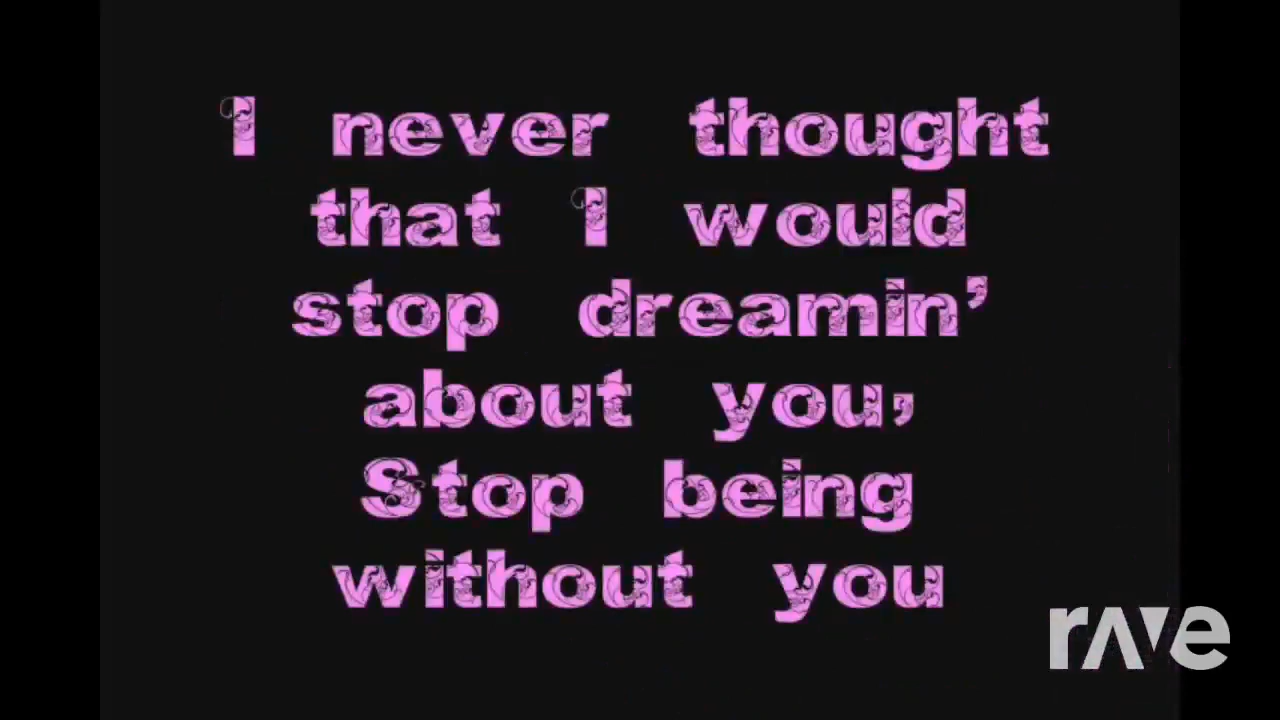 I never thought
that I would
stop dreamin'
about you,
Stop being
without you
rave